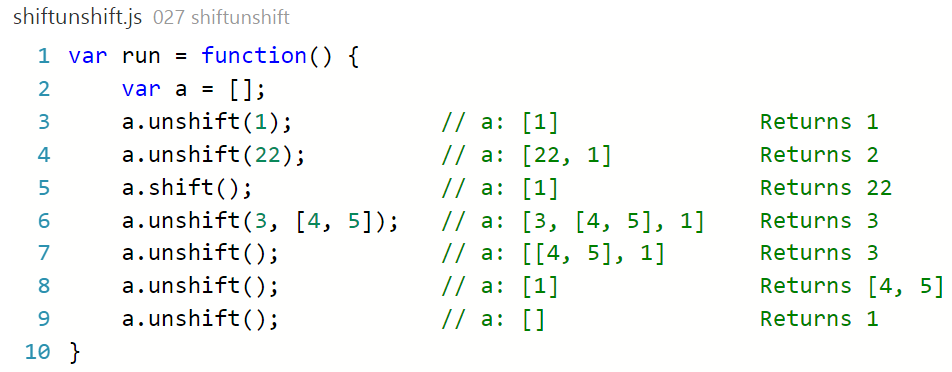 shiftunshift.js 027 shiftunshift
1 var run = function() {
2     var a = [];
3     a.unshift(1);           // a: [1]               Returns 1
4     a.unshift(22);          // a: [22, 1]           Returns 2
5     a.shift();              // a: [1]               Returns 22
6     a.unshift(3, [4, 5]);   // a: [3, [4, 5], 1]    Returns 3
7     a.unshift();            // a: [[4, 5], 1]       Returns 3
8     a.unshift();            // a: [1]               Returns [4, 5]
9     a.unshift();            // a: []                Returns 1
10 }